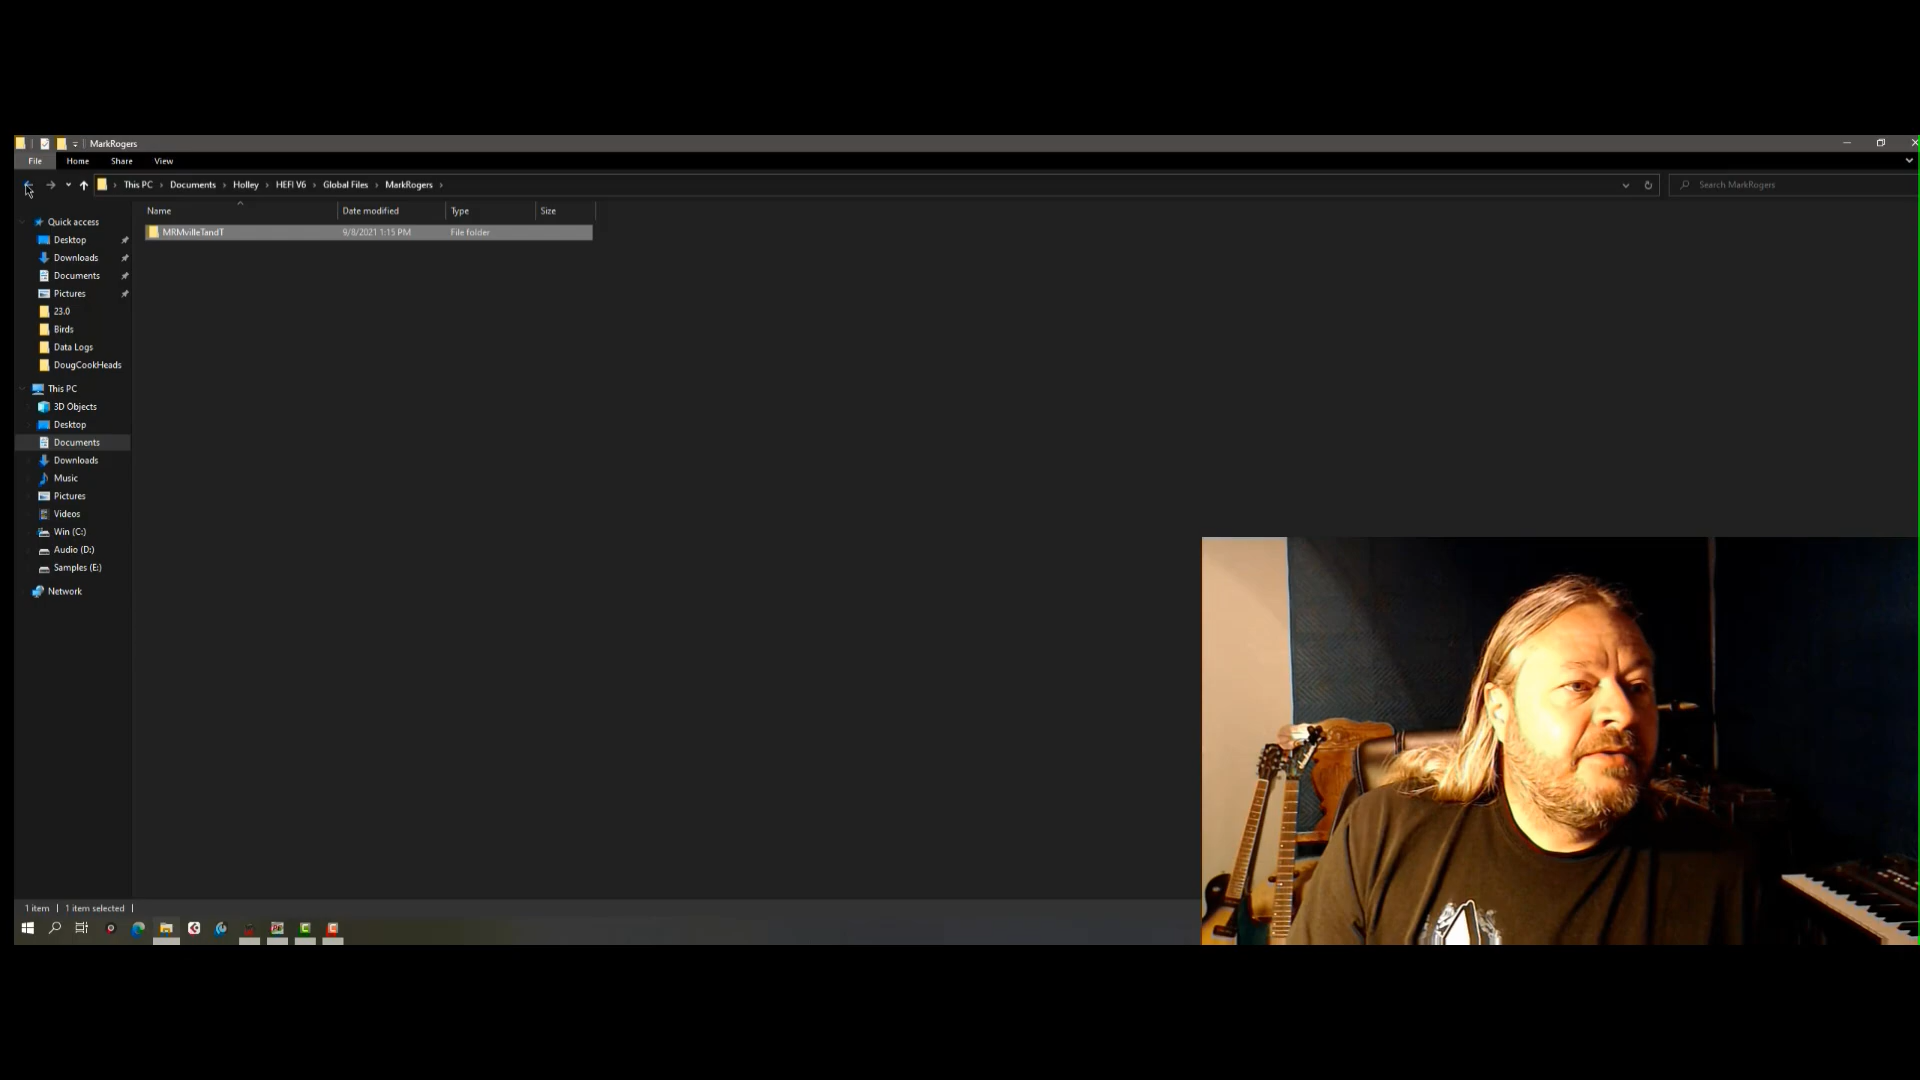 MarkRogers
File Home Share View
This PC Documents Holley HEFI V6 Global Files MarkRogers
Search MarkRogers
Name Date modified Type Size
MRMvilleTandT 9/8/2021 1:15 PM File folder
Quick access
Desktop
Downloads
Documents
Pictures
23.0
Birds
Data Logs
DougCookHeads
This PC
3D Objects
Desktop
Documents
Downloads
Music
Pictures
Videos
Win (C:)
Audio (D:)
Samples (E:)
Network
1 item 1 item selected